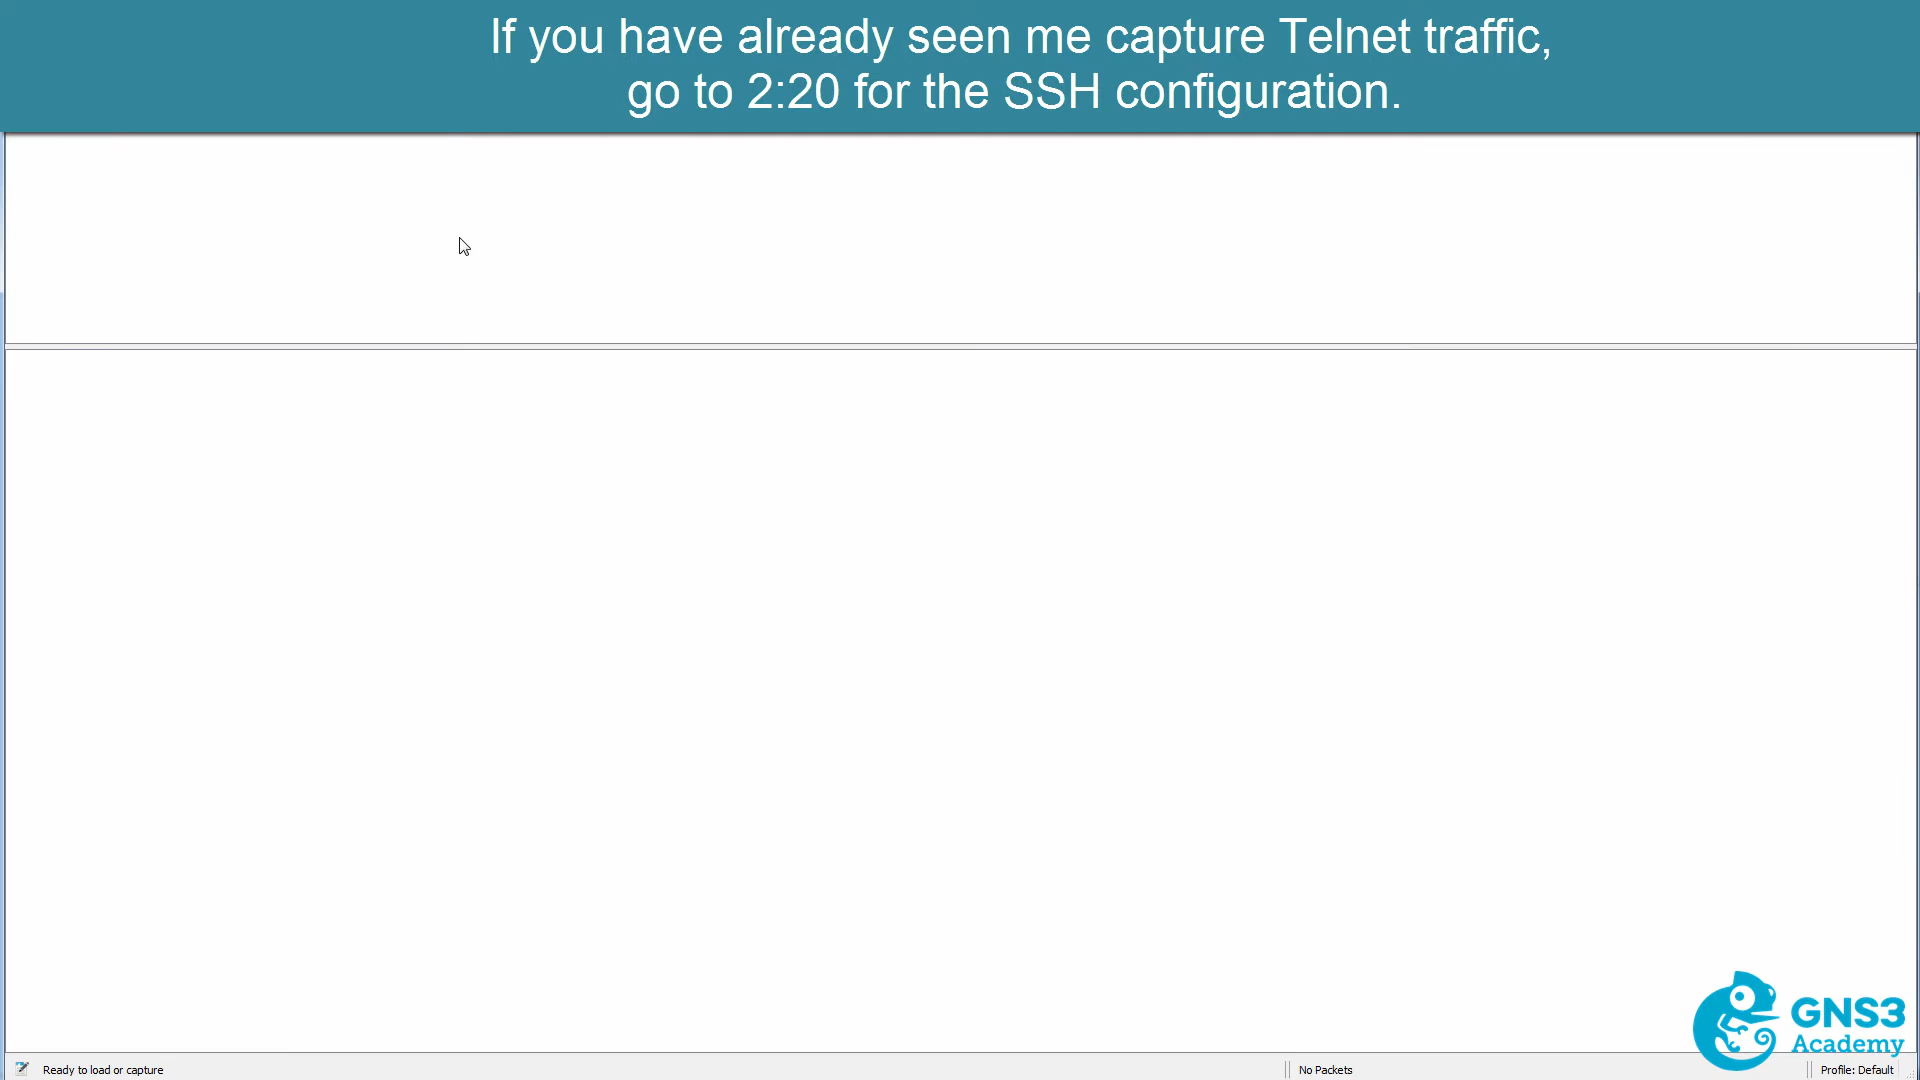 If you have already seen me capture Telnet traffic,
go to 2:20 for the SSH configuration.
GNS3
Academy
Ready to load or capture
No Packets
Profile: Default